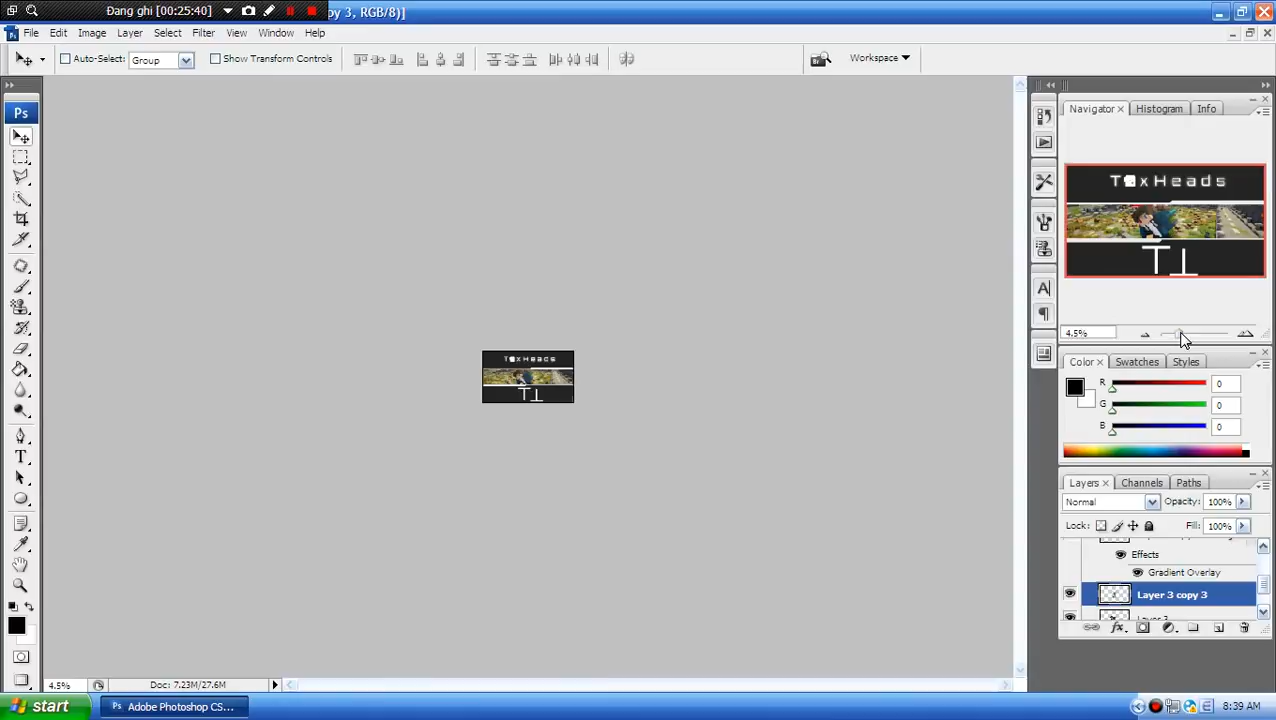 Đang ghi [00:25:40]
py 3, RGB/8)]
File Edit Image Layer Select Filter View Window Help
Auto-Select: Group Show Transform Controls Workspace
Ps
Navigator Histogram Info
T xHeads
4.5%
Color Swatches Styles
R 0
G 0
B 0
T xHeads
Layers Channels Paths
Normal Opacity: 100%
Lock: Fill: 100%
Effects
Gradient Overlay
Layer 3 copy 3
4.5% Doc: 7.23M/27.6M
start Ps Adobe Photoshop CS... 8:39 AM